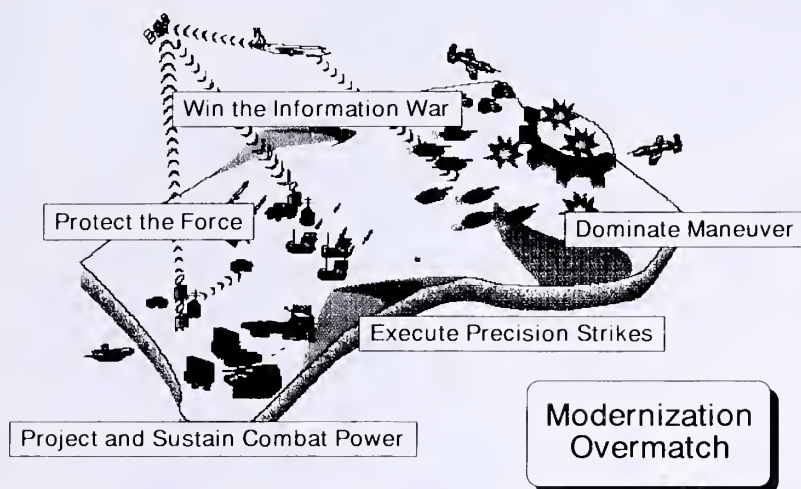 Win the Information War
Protect the Force
Dominate Maneuver
Execute Precision Strikes
Project and Sustain Combat Power
Modernization
Overmatch